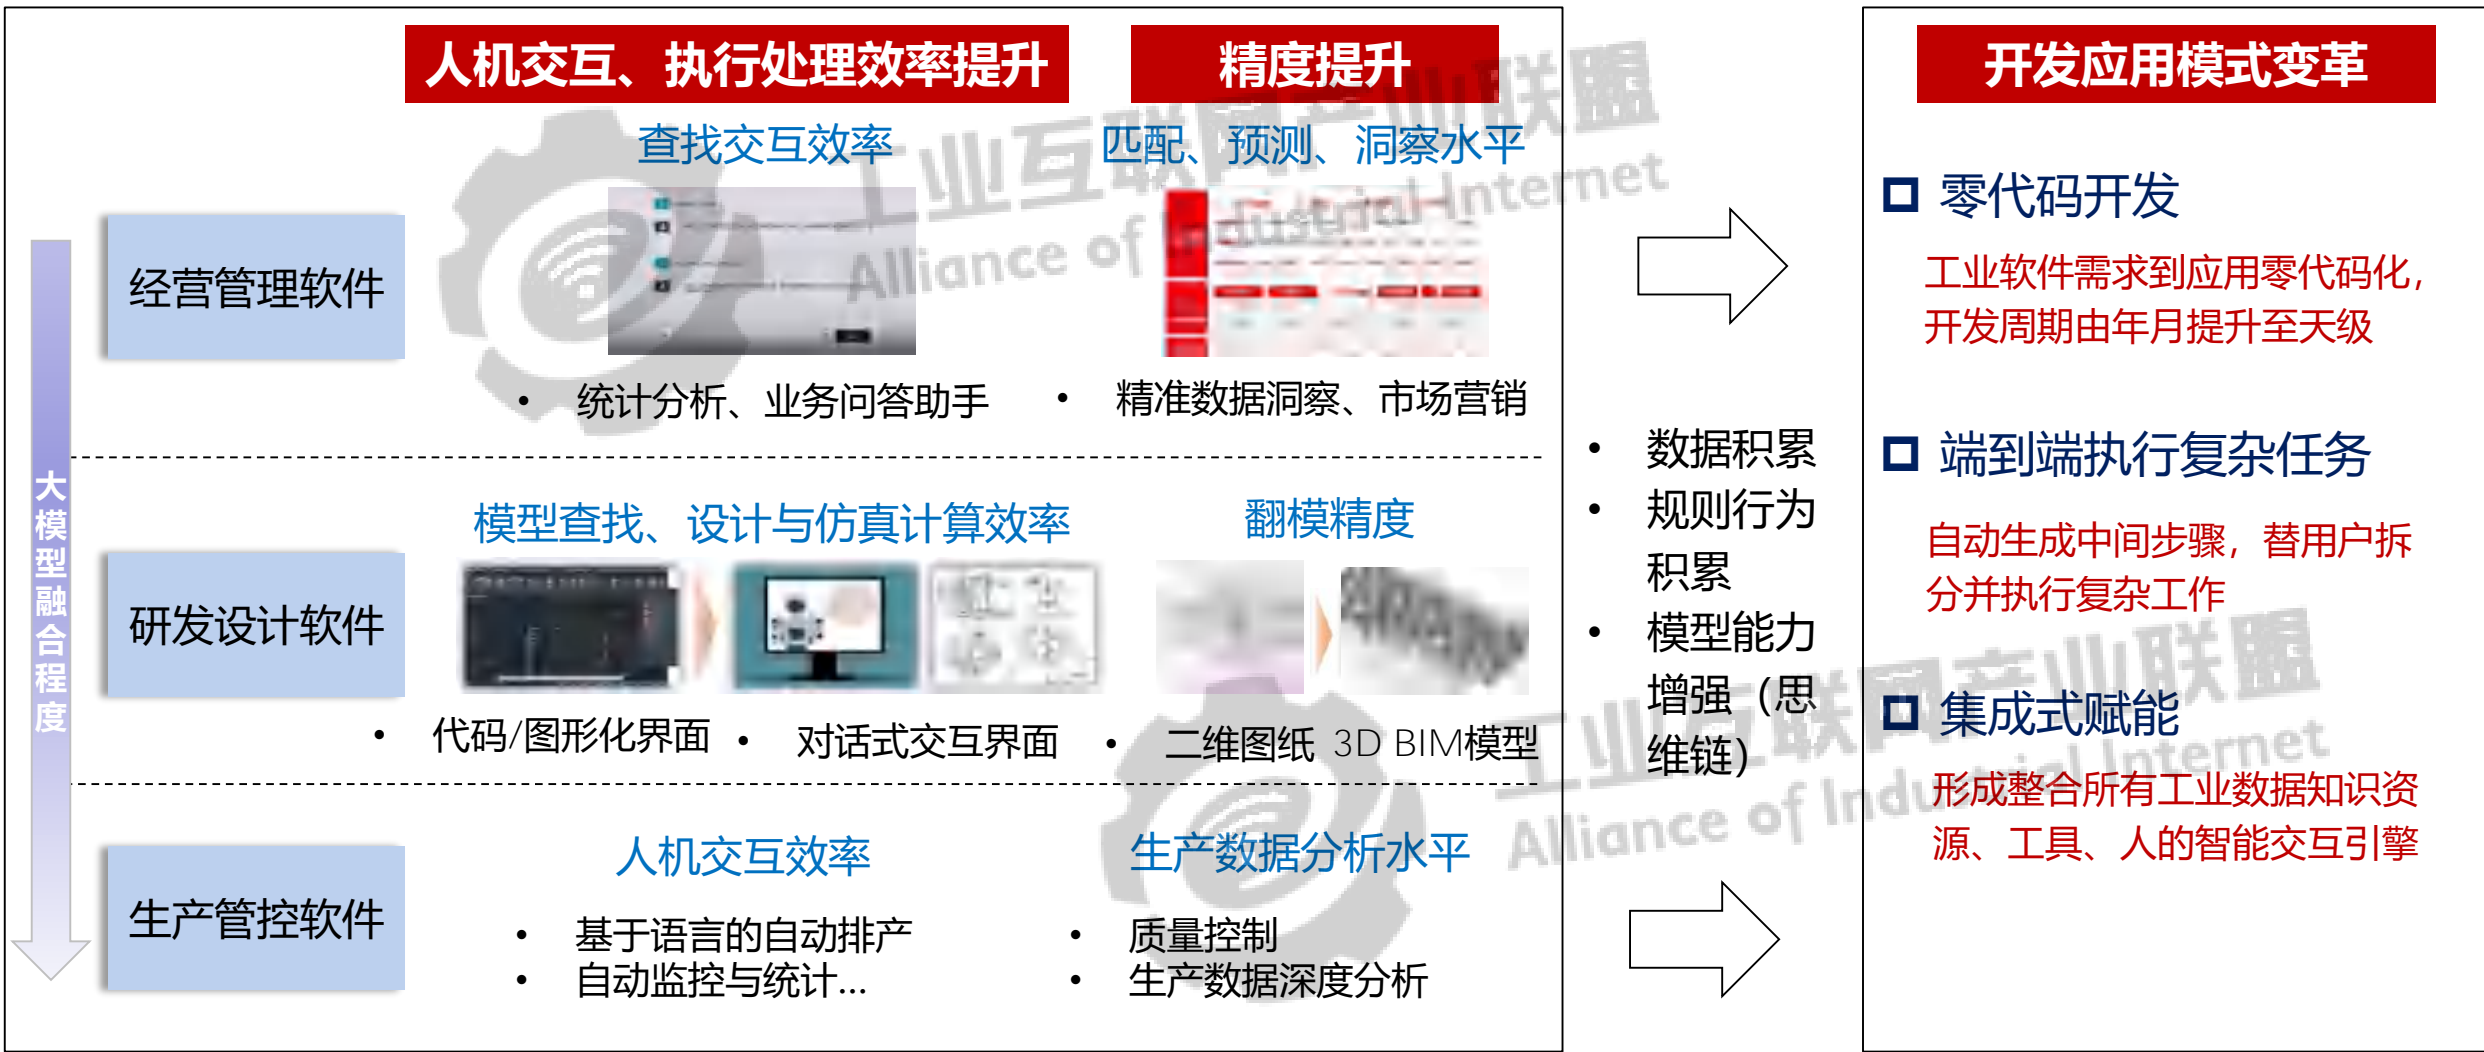 人机交互、执行处理效率提升
精度提升
开发应用模式变革
大模型融合程度
经营管理软件
查找交互效率
统计分析、业务问答助手
匹配、预测、洞察水平
精准数据洞察、市场营销
研发设计软件
模型查找、设计与仿真计算效率
• 代码/图形化界面
• 对话式交互界面
翻模精度
• 二维图纸 3D BIM模型
生产管控软件
人机交互效率
• 基于语言的自动排产
• 自动监控与统计...
生产数据分析水平
• 质量控制
• 生产数据深度分析
• 数据积累
• 规则行为
积累
• 模型能力
增强（思
维链）
零代码开发
工业软件需求到应用零代码化，
开发周期由年月提升至天级
端到端执行复杂任务
自动生成中间步骤，替用户拆
分并执行复杂工作
集成式赋能
形成整合所有工业数据知识资
源、工具、人的智能交互引擎
工业互联网产业联盟
Alliance of Industrial Internet
工业互联网产业联盟
Alliance of Industrial Internet